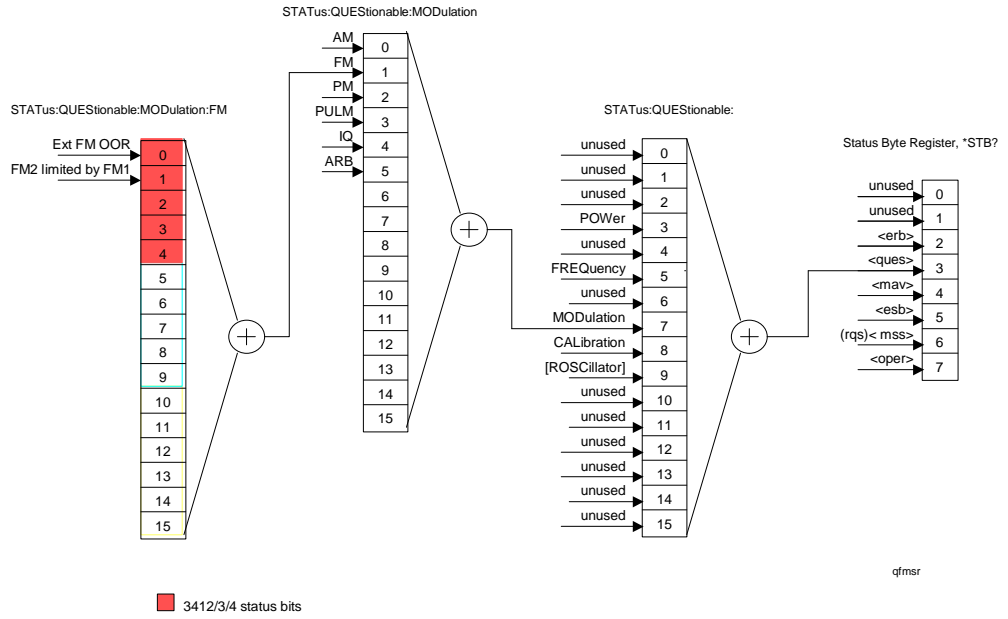 STATus:QUEStionable:MODulation
AM 0
FM 1
PM 2
PULM 3
IQ 4
ARB 5
6
7
8
9
10
11
12
13
14
15
STATus:QUEStionable:MODulation:FM
Ext FM OOR 0
FM2 limited by FM1 1
2
3
4
5
6
7
8
9
10
11
12
13
14
15
STATus:QUEStionable:
unused 0
unused 1
unused 2
POWer 3
unused 4
FREQuency 5
unused 6
MODulation 7
CALibration 8
[ROSCillator] 9
unused 10
unused 11
unused 12
unused 13
unused 14
unused 15
Status Byte Register, *STB?
unused 0
unused 1
<erb> 2
<ques> 3
<mav> 4
<esb> 5
(rqs)< mss> 6
<oper> 7
qfmsr
3412/3/4 status bits